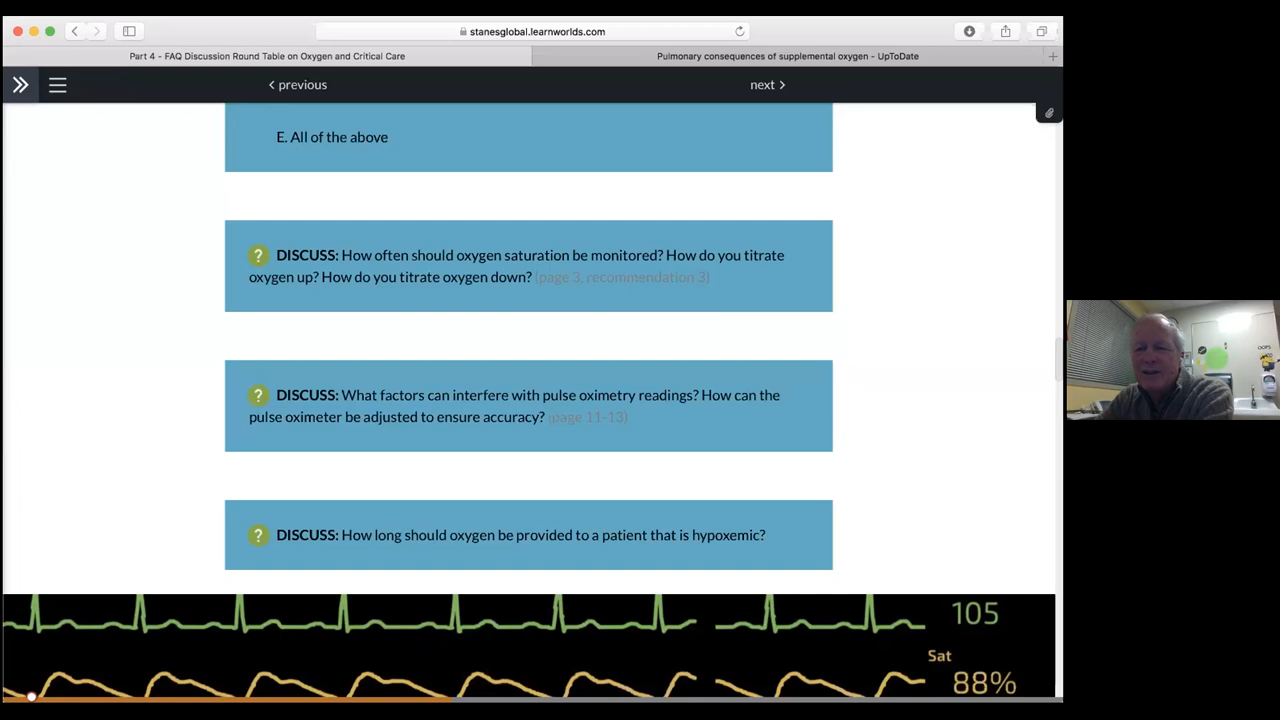 stanesglobal.learnworlds.com
Part 4 - FAQ Discussion Round Table on Oxygen and Critical Care
Pulmonary consequences of supplemental oxygen - UpToDate
previous
next
E. All of the above
? DISCUSS: How often should oxygen saturation be monitored? How do you titrate
oxygen up? How do you titrate oxygen down? (page 3, recommendation 3)
? DISCUSS: What factors can interfere with pulse oximetry readings? How can the
pulse oximeter be adjusted to ensure accuracy? (page 11-13)
? DISCUSS: How long should oxygen be provided to a patient that is hypoxemic?
105
Sat
88%
OOPS